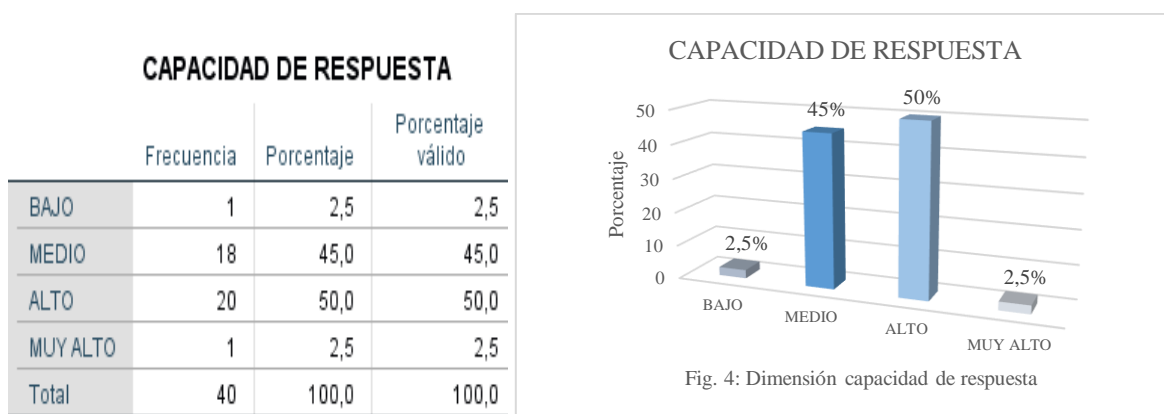 CAPACIDAD DE RESPUESTA
Frecuencia Porcentaje Porcentaje válido
BAJO 1 2,5 2,5
MEDIO 18 45,0 45,0
ALTO 20 50,0 50,0
MUY ALTO 1 2,5 2,5
Total 40 100,0 100,0
CAPACIDAD DE RESPUESTA
Porcentaje
50
40
30
20
10
0
2,5%
45%
50%
2,5%
BAJO
MEDIO
ALTO
MUY ALTO
Fig. 4: Dimensión capacidad de respuesta